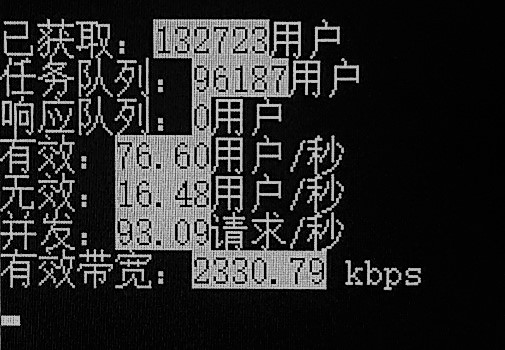 已获取: 132723用户
任务队列: 96187用户
响应队列: 0用户
有效: 76.60用户/秒
无效: 16.48用户/秒
并发: 93.09请求/秒
有效带宽: 2330.79 kbps